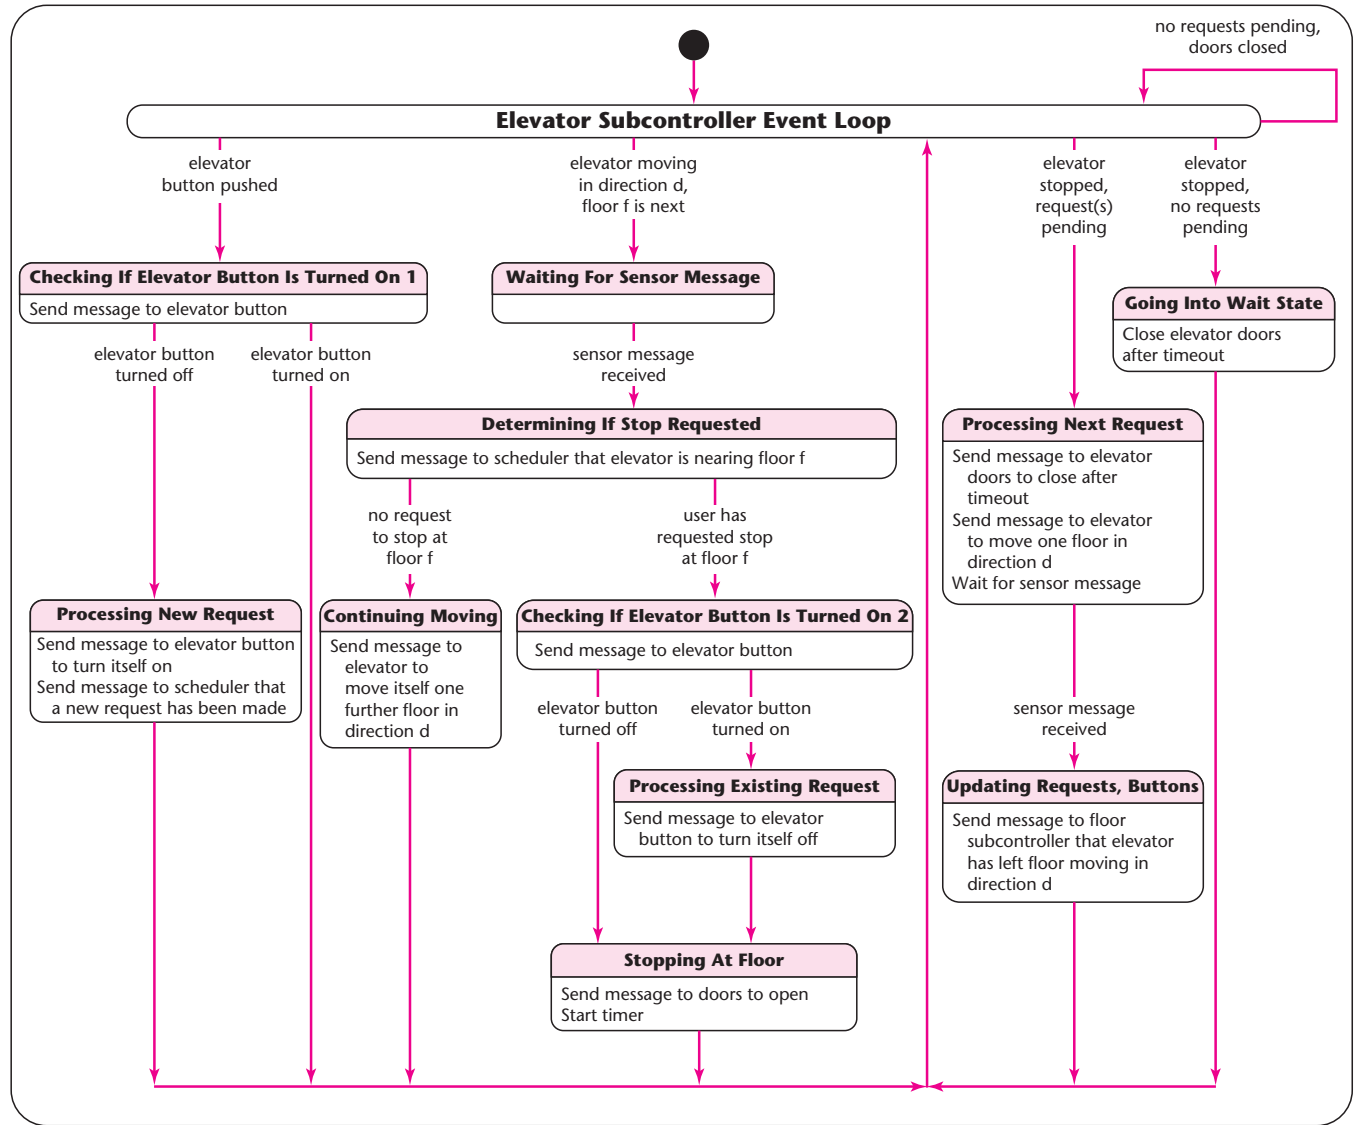 no requests pending,
doors closed
Elevator Subcontroller Event Loop
elevator
button pushed
elevator moving
in direction d,
floor f is next
elevator
stopped,
request(s)
pending
elevator
stopped,
no requests
pending
Checking If Elevator Button Is Turned On 1
Send message to elevator button
Waiting For Sensor Message
Going Into Wait State
Close elevator doors
after timeout
elevator button
turned off
elevator button
turned on
sensor message
received
Determining If Stop Requested
Send message to scheduler that elevator is nearing floor f
Processing Next Request
Send message to elevator
doors to close after
timeout
Send message to elevator
to move one floor in
direction d
Wait for sensor message
no request
to stop at
floor f
user has
requested stop
at floor f
Processing New Request
Send message to elevator button
to turn itself on
Send message to scheduler that
a new request has been made
Continuing Moving
Send message to
elevator to
move itself one
further floor in
direction d
Checking If Elevator Button Is Turned On 2
Send message to elevator button
elevator button
turned off
elevator button
turned on
sensor message
received
Processing Existing Request
Send message to elevator
button to turn itself off
Updating Requests, Buttons
Send message to floor
subcontroller that elevator
has left floor moving in
direction d
Stopping At Floor
Send message to doors to open
Start timer